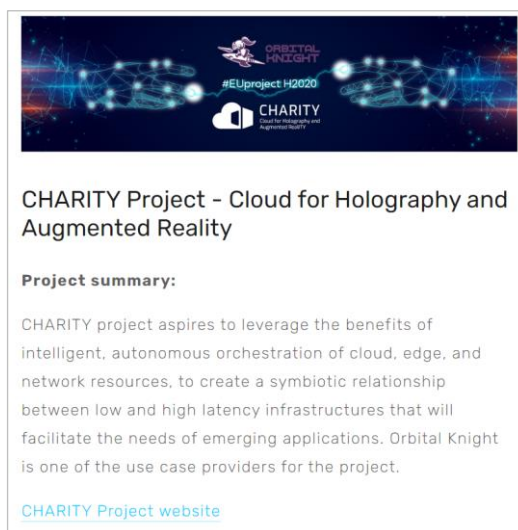 ORBITAL
KNIGHT
#EUproject H2020
CHARITY
Cloud for Holography and
Augmented RealiTY
CHARITY Project - Cloud for Holography and
Augmented Reality
Project summary:
CHARITY project aspires to leverage the benefits of
intelligent, autonomous orchestration of cloud, edge, and
network resources, to create a symbiotic relationship
between low and high latency infrastructures that will
facilitate the needs of emerging applications. Orbital Knight
is one of the use case providers for the project.
CHARITY Project website